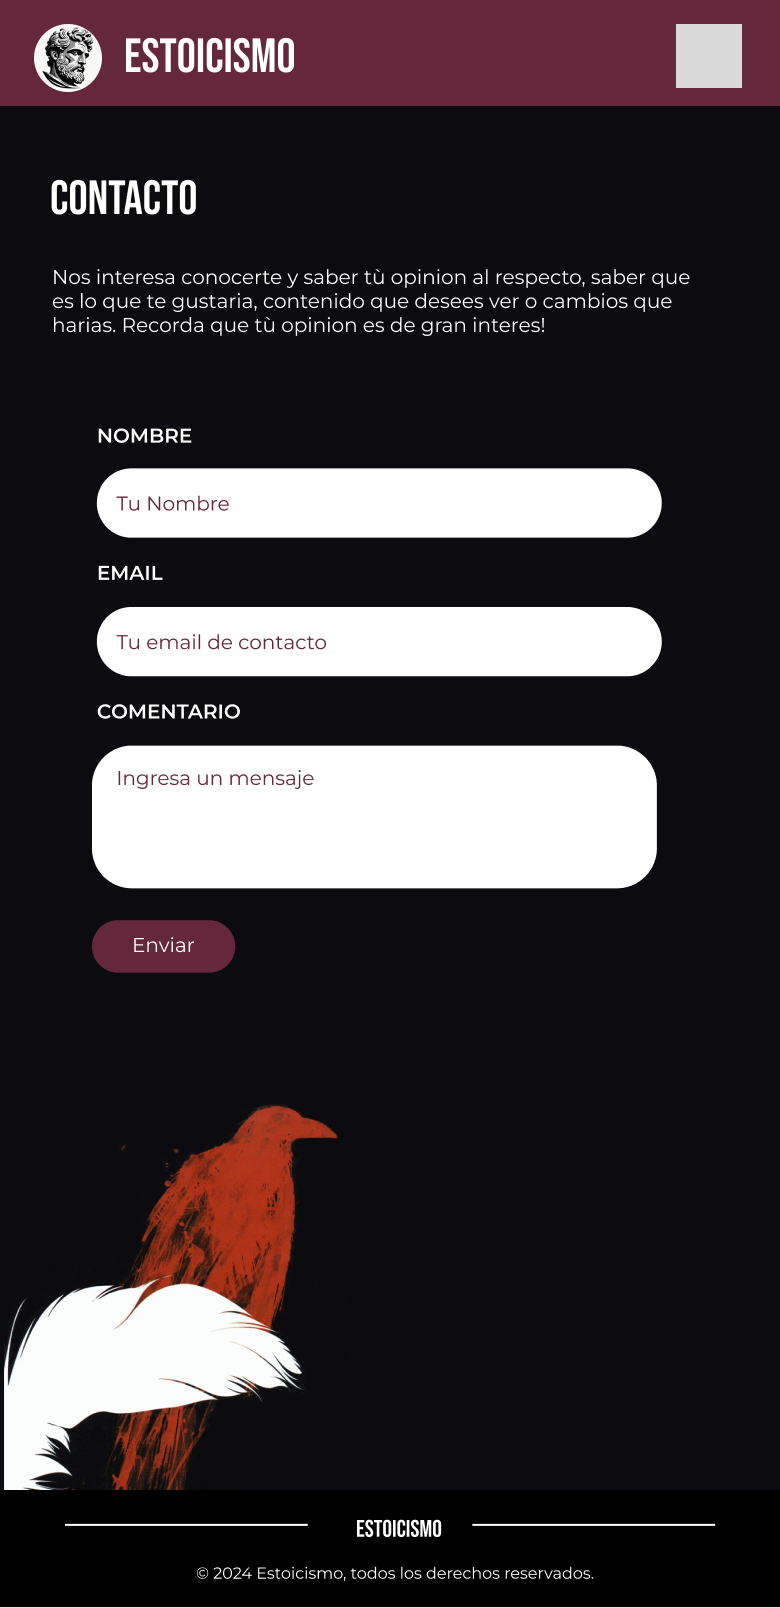 ESTOICISMO
CONTACTO
Nos interesa conocerte y saber tù opinion al respecto, saber que
es lo que te gustaria, contenido que desees ver o cambios que
harias. Recorda que tù opinion es de gran interes!
NOMBRE
Tu Nombre
EMAIL
Tu email de contacto
COMENTARIO
Ingresa un mensaje
Enviar
ESTOICISMO
© 2024 Estoicismo, todos los derechos reservados.